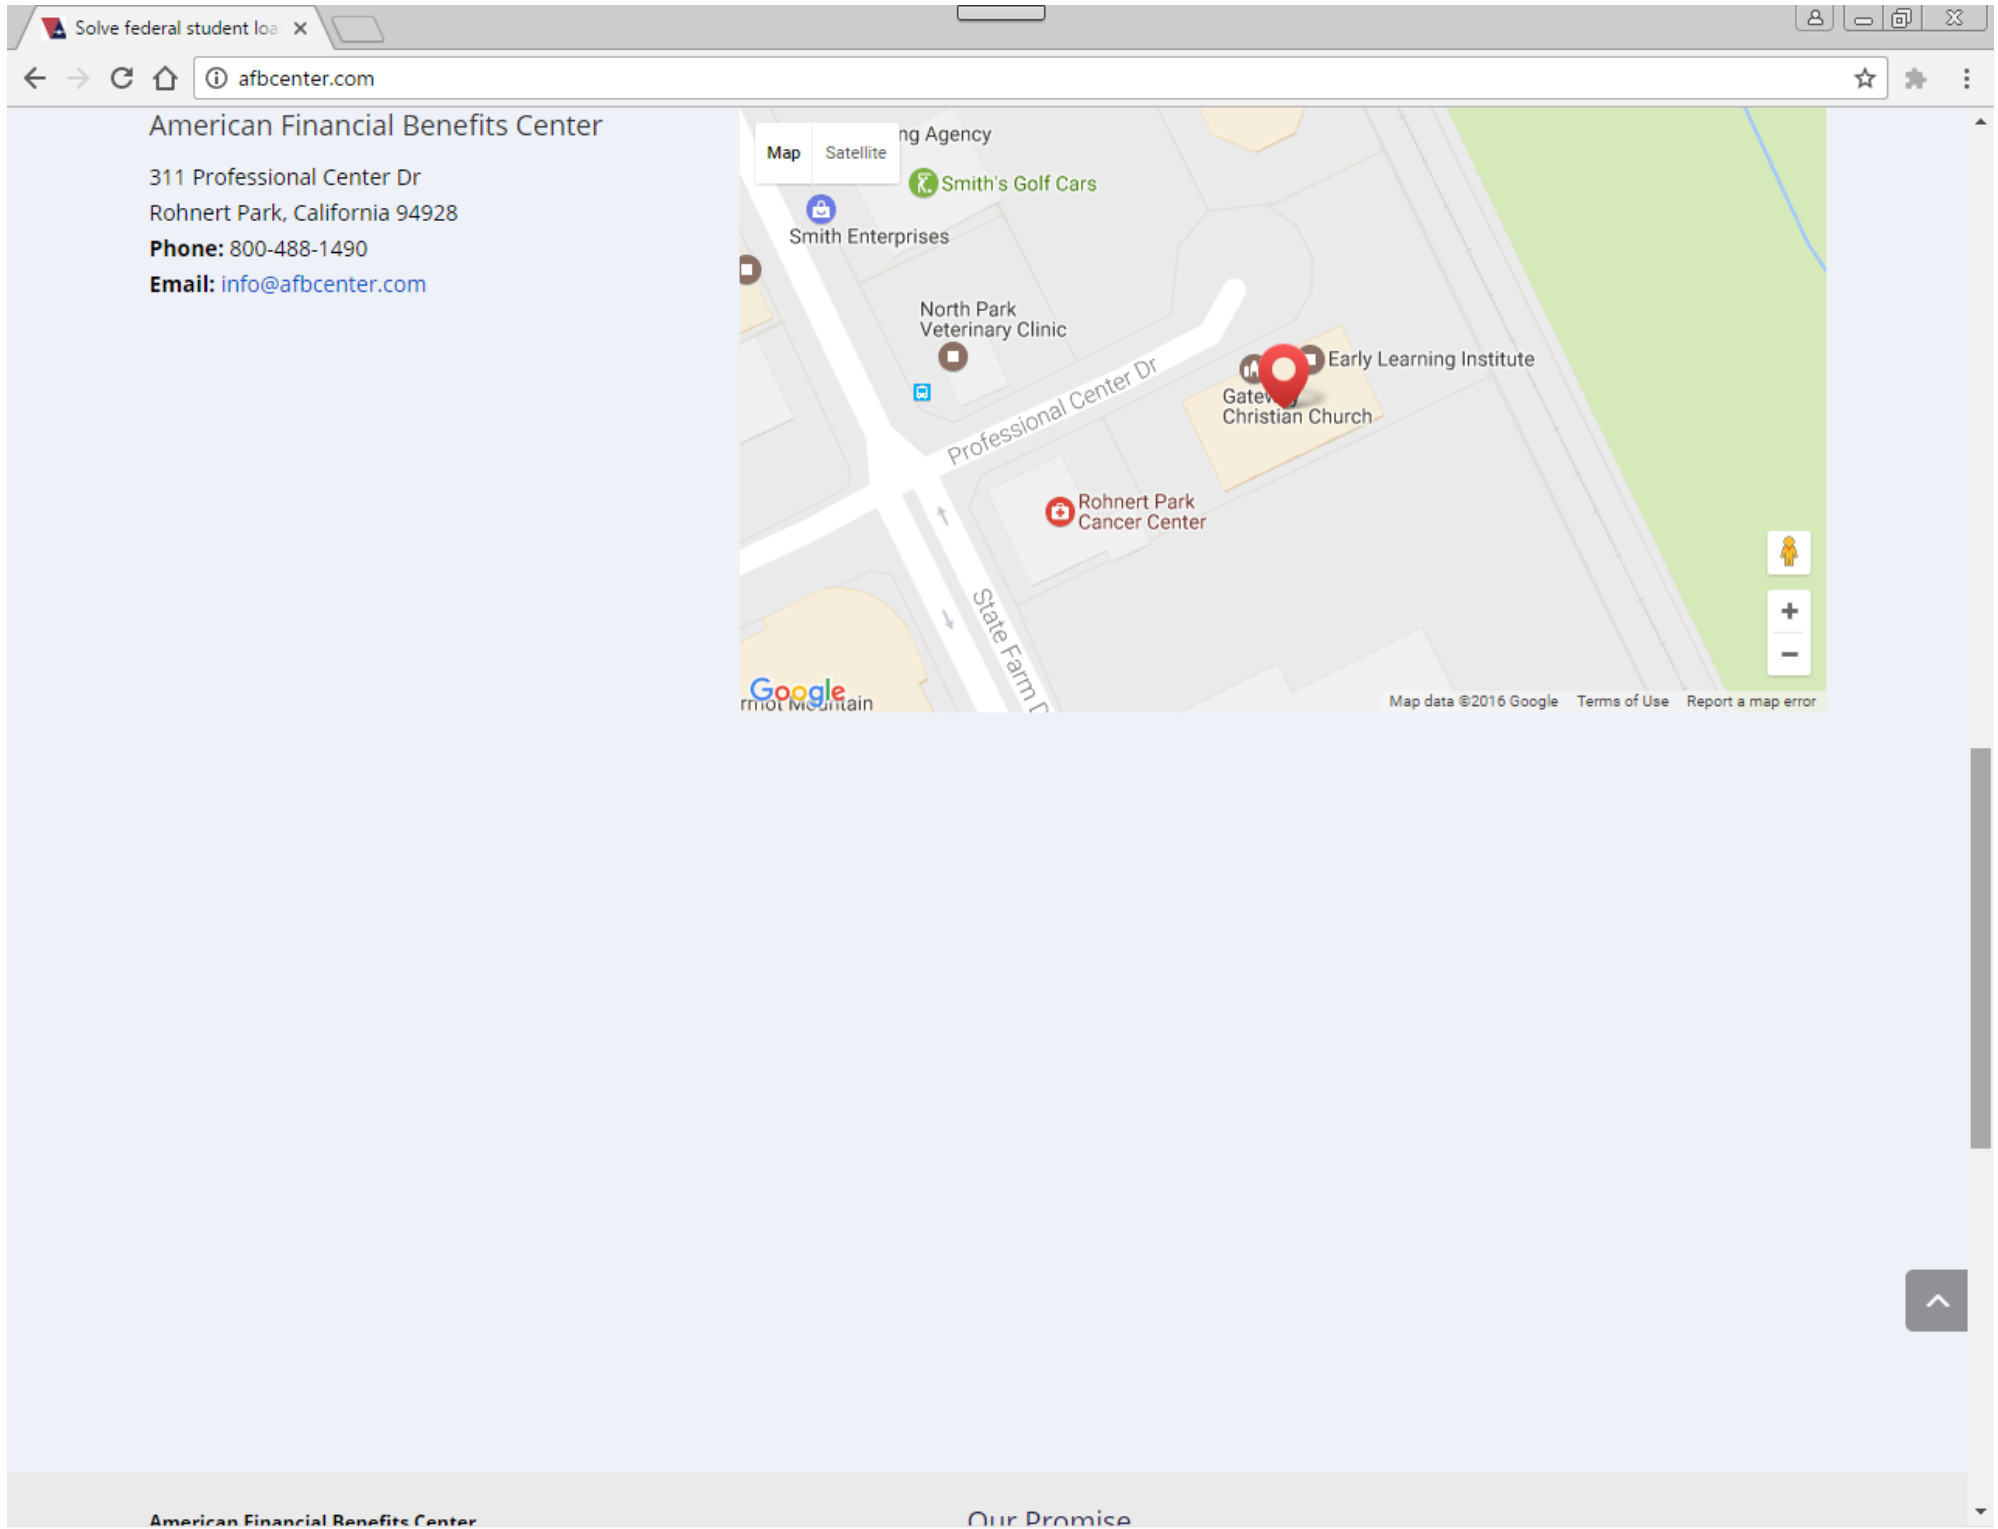 Solve federal student loa
afbcenter.com
American Financial Benefits Center
311 Professional Center Dr
Rohnert Park, California 94928
Phone: 800-488-1490
Email: info@afbcenter.com
Map Satellite
ng Agency
Smith's Golf Cars
Smith Enterprises
North Park
Veterinary Clinic
Professional Center Dr
Early Learning Institute
Gateway
Christian Church
Rohnert Park
Cancer Center
State Farm D
Google
rmot Mountain
Map data ©2016 Google Terms of Use Report a map error
American Financial Benefits Center
Our Promise